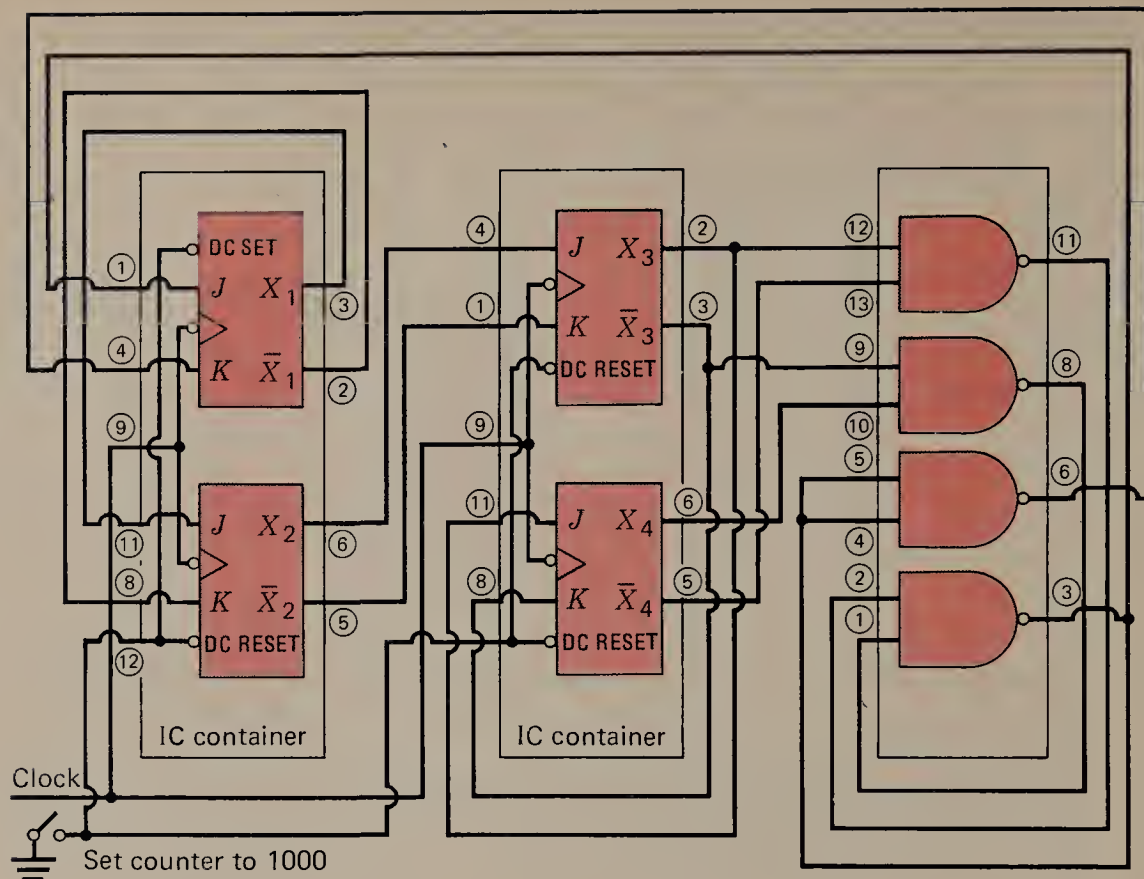 DC SET
① J X₁ ③
④ K X̄₁ ②
⑨
⑪ J X₂ ⑥
⑧ K X̄₂ ⑤
⑫ DC RESET
IC container
④ J X₃ ②
① K X̄₃ ③
DC RESET
⑨
⑪ J X₄ ⑥
⑧ K X̄₄ ⑤
DC RESET
IC container
⑫ ⑪
⑬
⑨ ⑧
⑩
⑤ ⑥
④
② ③
①
Clock
Set counter to 1000